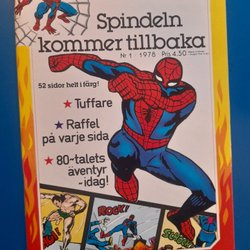 Spindeln
kommer tillbaka
Nr 1 1978 Pris 4,50
52 sidor helt i färg!
★ Tuffare
★ Raffel
på varje sida
★ 80-talets
äventyr
-idag!